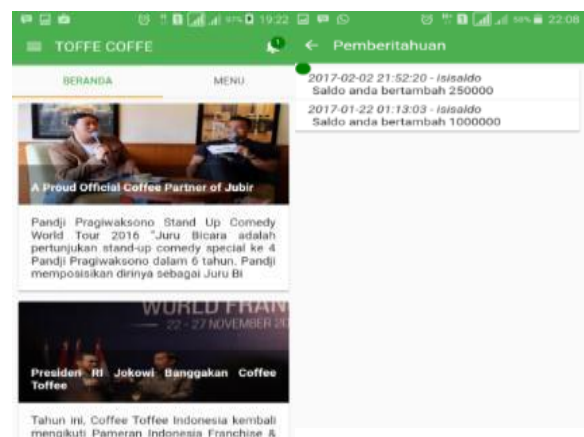 97% 19:22
TOFFE COFFE
1
BERANDA MENU
A Proud Official Coffee Partner of Jubir
Pandji Pragiwaksono Stand Up Comedy
World Tour 2016 "Juru Bicara adalah
pertunjukan stand-up comedy special ke 4
Pandji Pragiwaksono dalam 6 tahun. Pandji
memposisikan dirinya sebagai Juru Bi
WORLD FRAN
22 - 27 NOVEMBER 20
Presiden RI Jokowi Banggakan Coffee
Toffee
Tahun ini, Coffee Toffee Indonesia kembali
mengikuti Pameran Indonesia Franchise &
22:08
Pemberitahuan
2017-02-02 21:52:20 - isisaldo
Saldo anda bertambah 250000
2017-01-22 01:13:03 - isisaldo
Saldo anda bertambah 1000000